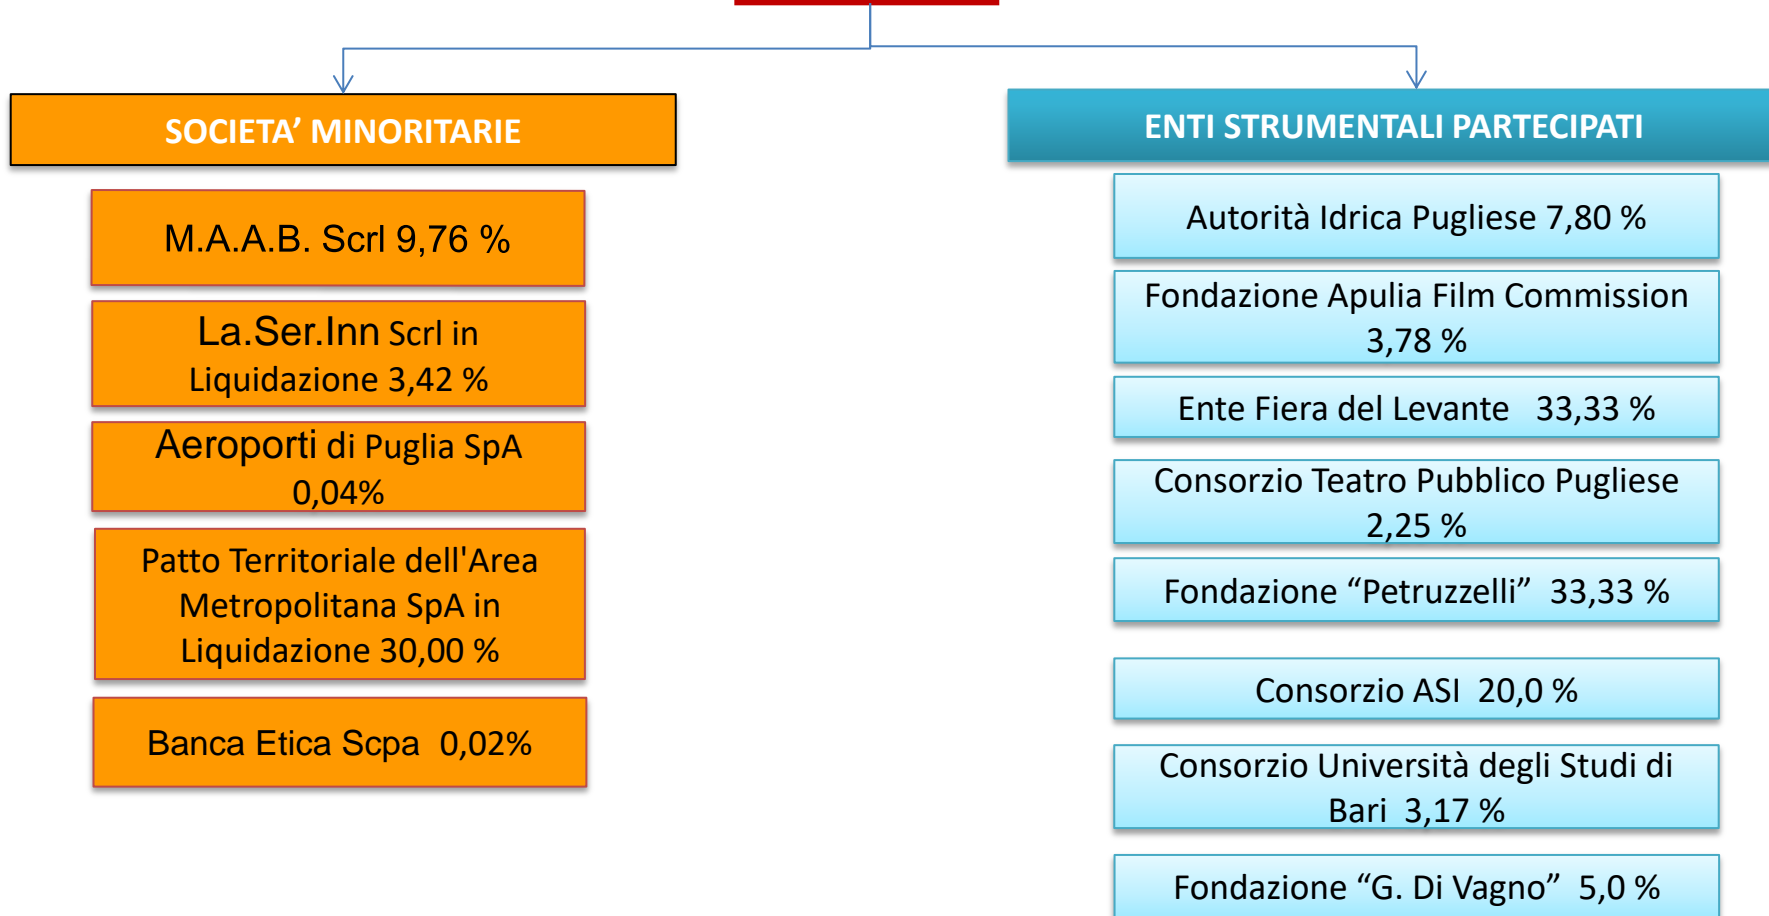 SOCIETA’ MINORITARIE
M.A.A.B. Scrl 9,76 %
La.Ser.Inn Scrl in
Liquidazione 3,42 %
Aeroporti di Puglia SpA
0,04%
Patto Territoriale dell'Area
Metropolitana SpA in
Liquidazione 30,00 %
Banca Etica Scpa 0,02%
ENTI STRUMENTALI PARTECIPATI
Autorità Idrica Pugliese 7,80 %
Fondazione Apulia Film Commission
3,78 %
Ente Fiera del Levante 33,33 %
Consorzio Teatro Pubblico Pugliese
2,25 %
Fondazione “Petruzzelli” 33,33 %
Consorzio ASI 20,0 %
Consorzio Università degli Studi di
Bari 3,17 %
Fondazione “G. Di Vagno” 5,0 %